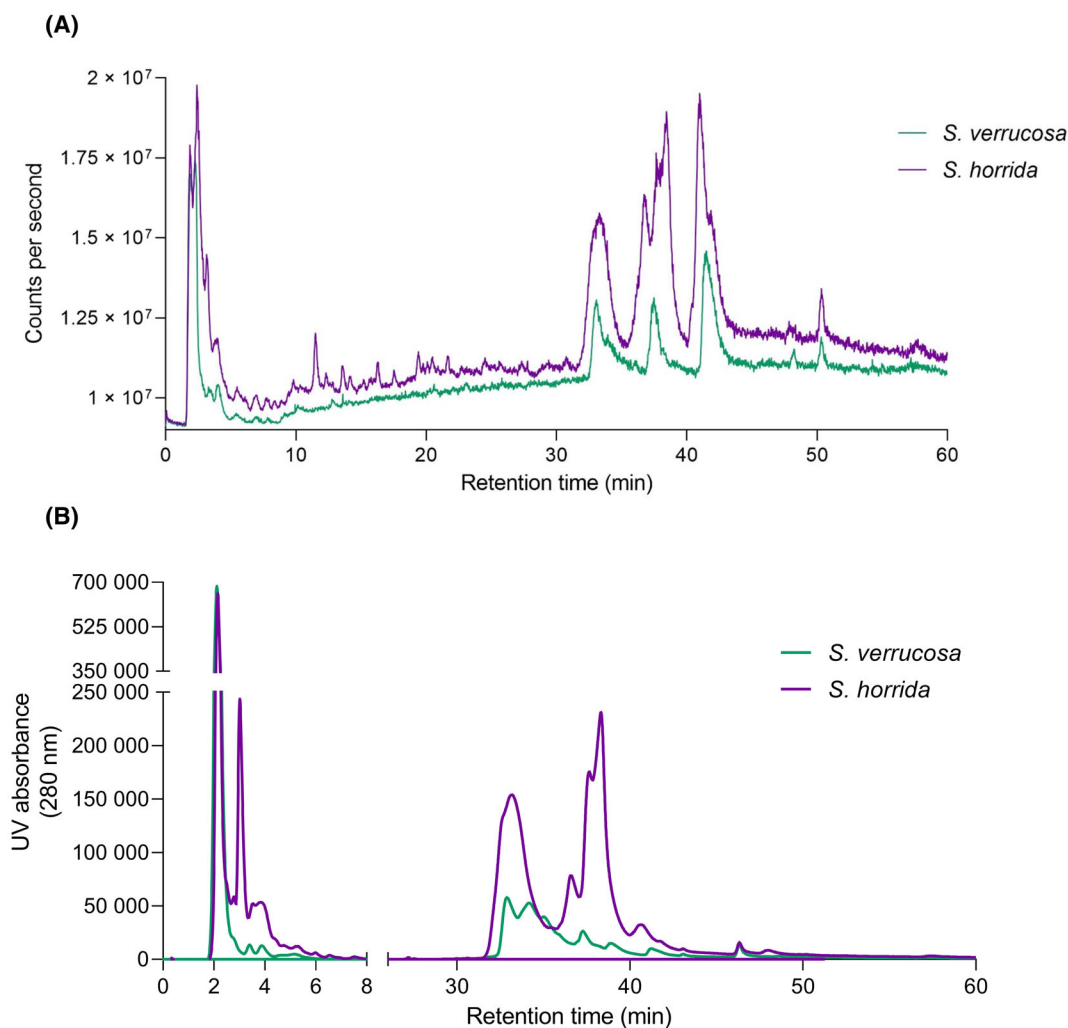 (A)
2 × 10⁷
1.75 × 10⁷
1.5 × 10⁷
1.25 × 10⁷
1 × 10⁷
Counts per second
0 10 20 30 40 50 60
Retention time (min)
S. verrucosa
S. horrida
(B)
700 000
525 000
350 000
250 000
200 000
150 000
100 000
50 000
0
UV absorbance
(280 nm)
0 2 4 6 8 30 40 50 60
Retention time (min)
S. verrucosa
S. horrida